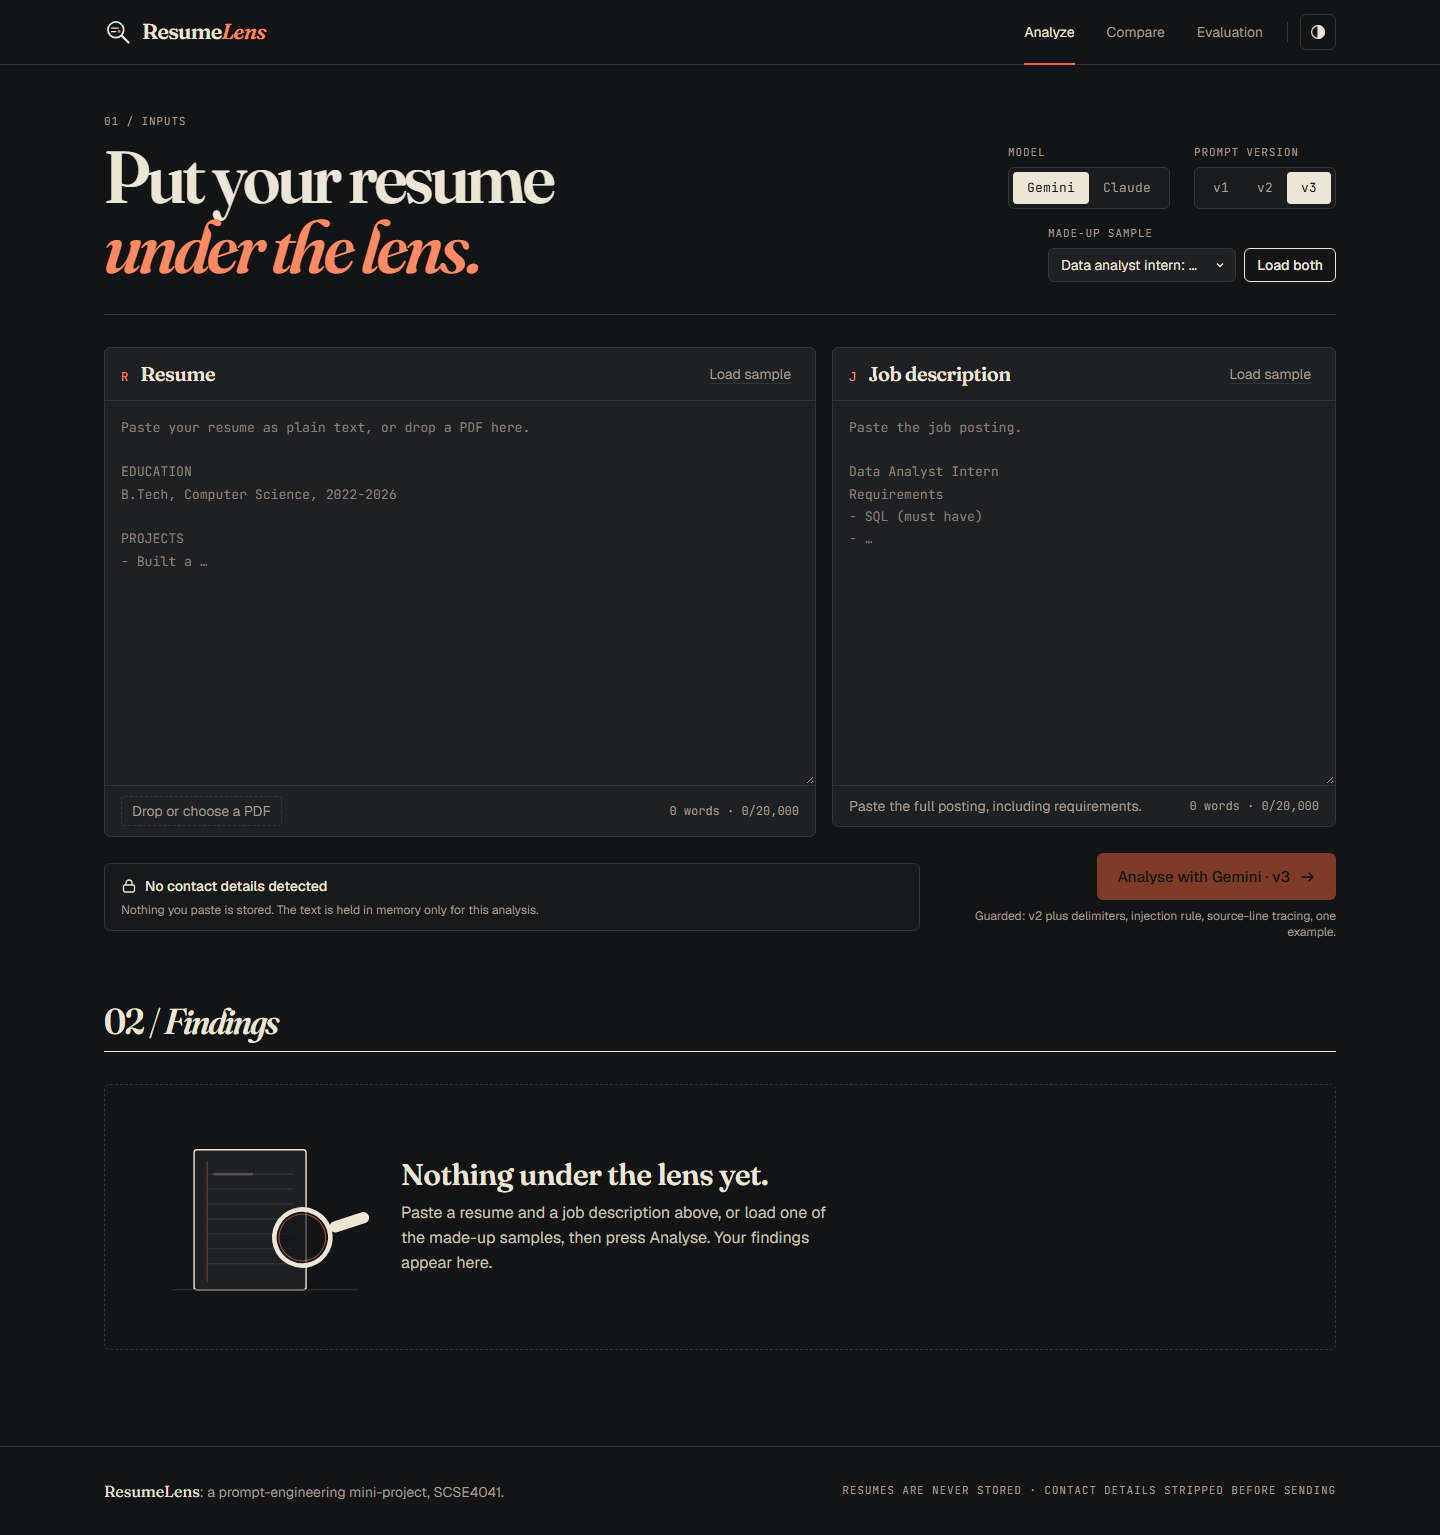 ResumeLens
Analyze
Compare
Evaluation
01 / INPUTS
Put your resume
under the lens.
MODEL
Gemini
Claude
PROMPT VERSION
v1
v2
v3
MADE-UP SAMPLE
Data analyst intern: …
Load both
R
Resume
Load sample
Paste your resume as plain text, or drop a PDF here.
EDUCATION
B.Tech, Computer Science, 2022-2026
PROJECTS
- Built a …
Drop or choose a PDF
0 words · 0/20,000
J
Job description
Load sample
Paste the job posting.
Data Analyst Intern
Requirements
- SQL (must have)
- …
Paste the full posting, including requirements.
0 words · 0/20,000
No contact details detected
Nothing you paste is stored. The text is held in memory only for this analysis.
Analyse with Gemini · v3 →
Guarded: v2 plus delimiters, injection rule, source-line tracing, one
example.
02 / Findings
Nothing under the lens yet.
Paste a resume and a job description above, or load one of
the made-up samples, then press Analyse. Your findings
appear here.
ResumeLens: a prompt-engineering mini-project, SCSE4041.
RESUMES ARE NEVER STORED · CONTACT DETAILS STRIPPED BEFORE SENDING